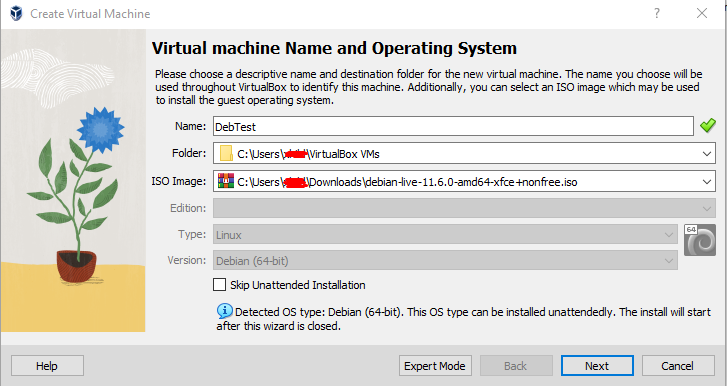 Create Virtual Machine
Virtual machine Name and Operating System
Please choose a descriptive name and destination folder for the new virtual machine. The name you choose will be
used throughout VirtualBox to identify this machine. Additionally, you can select an ISO image which may be used
to install the guest operating system.
Name: DebTest
Folder: C:\Users\ \VirtualBox VMs
ISO Image: C:\Users\ \Downloads\debian-live-11.6.0-amd64-xfce+nonfree.iso
Edition:
Type: Linux
64
Version: Debian (64-bit)
Skip Unattended Installation
Detected OS type: Debian (64-bit). This OS type can be installed unattendedly. The install will start
after this wizard is closed.
Help Expert Mode Back Next Cancel